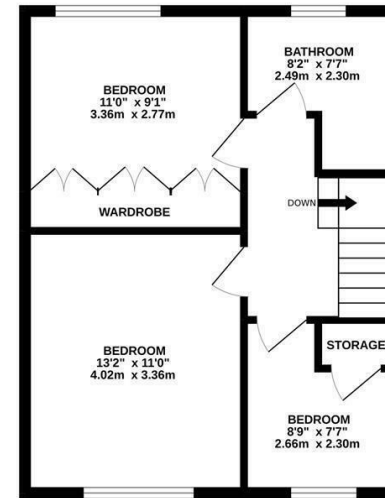 BEDROOM
11'0" x 9'1"
3.36m x 2.77m
BATHROOM
8'2" x 7'7"
2.49m x 2.30m
WARDROBE
DOWN
BEDROOM
13'2" x 11'0"
4.02m x 3.36m
STORAGE
BEDROOM
8'9" x 7'7"
2.66m x 2.30m